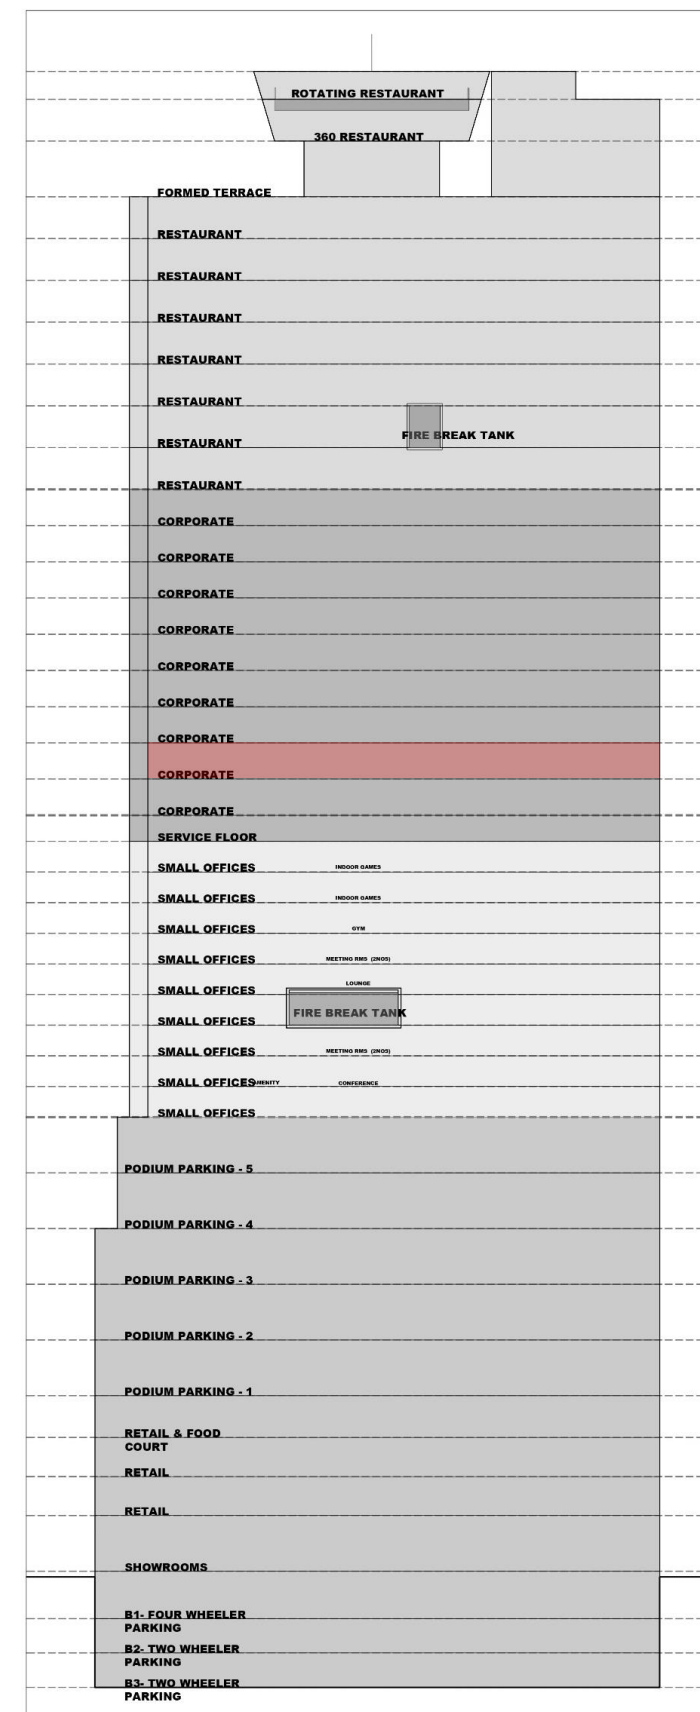 ROTATING RESTAURANT
360 RESTAURANT
FORMED TERRACE
RESTAURANT
RESTAURANT
RESTAURANT
RESTAURANT
RESTAURANT
FIRE BREAK TANK
RESTAURANT
RESTAURANT
CORPORATE
CORPORATE
CORPORATE
CORPORATE
CORPORATE
CORPORATE
CORPORATE
CORPORATE
CORPORATE
SERVICE FLOOR
SMALL OFFICES INDOOR GAMES
SMALL OFFICES INDOOR GAMES
SMALL OFFICES GYM
SMALL OFFICES MEETING RMS (2NOS)
LOUNGE
SMALL OFFICES
FIRE BREAK TANK
SMALL OFFICES
SMALL OFFICES MEETING RMS (2NOS)
SMALL OFFICES AMENITY CONFERENCE
SMALL OFFICES
PODIUM PARKING - 5
PODIUM PARKING - 4
PODIUM PARKING - 3
PODIUM PARKING - 2
PODIUM PARKING - 1
RETAIL & FOOD
COURT
RETAIL
RETAIL
SHOWROOMS
B1- FOUR WHEELER
PARKING
B2- TWO WHEELER
PARKING
B3- TWO WHEELER
PARKING